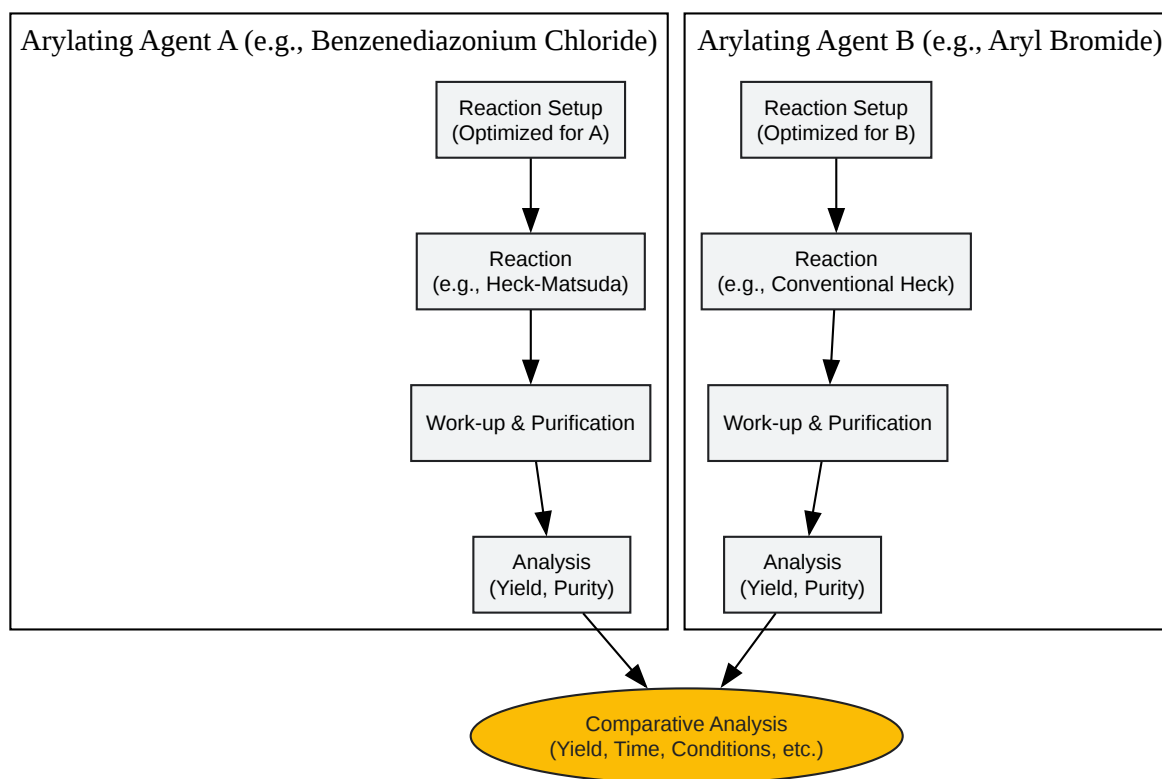 Arylating Agent A (e.g., Benzenediazonium Chloride)
Reaction Setup
(Optimized for A)
Reaction
(e.g., Heck-Matsuda)
Work-up & Purification
Analysis
(Yield, Purity)
Arylating Agent B (e.g., Aryl Bromide)
Reaction Setup
(Optimized for B)
Reaction
(e.g., Conventional Heck)
Work-up & Purification
Analysis
(Yield, Purity)
Comparative Analysis
(Yield, Time, Conditions, etc.)